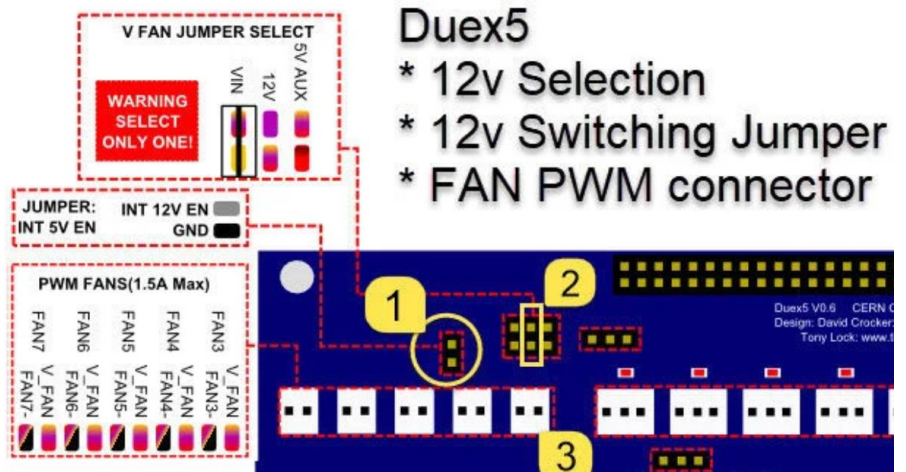 Duex5
* 12v Selection
* 12v Switching Jumper
* FAN PWM connector
V FAN JUMPER SELECT
WARNING
SELECT
ONLY ONE!
VIN
12V
5V AUX
JUMPER:
INT 12V EN
INT 5V EN
GND
PWM FANS(1.5A Max)
FAN7
FAN6
FAN5
FAN4
FAN3
FAN7-
V_FAN
FAN6-
V_FAN
FAN5-
V_FAN
FAN4-
V_FAN
FAN3-
V_FAN
1
2
3
Duex5 V0.6 CERN
Design: David Crocker:
Tony Lock: www.t